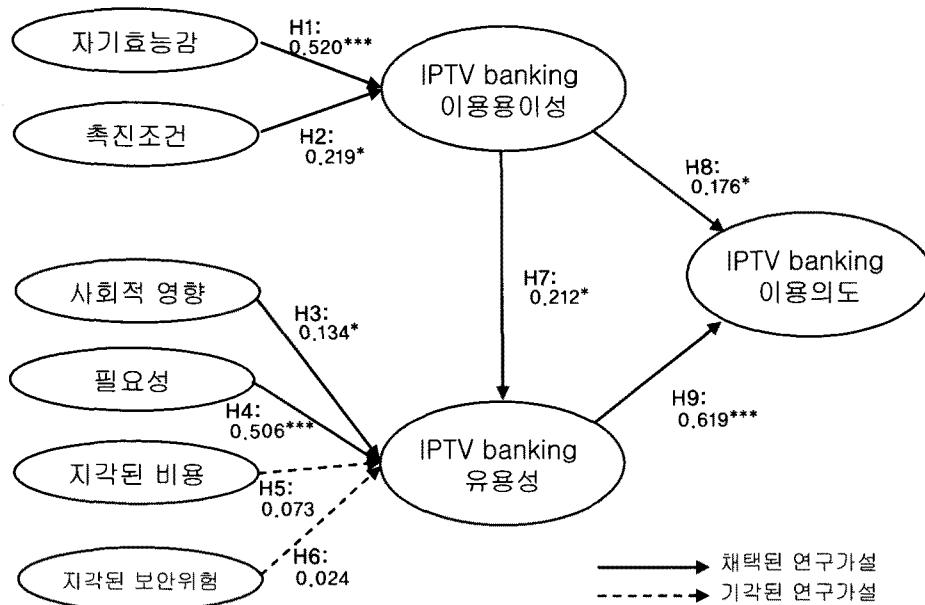 자기효능감
H1:
0.520***
IPTV banking
이용용이성
촉진조건
H2:
0.219*
H8:
0.176*
사회적 영향
H3:
0.134*
H7:
0.212*
IPTV banking
이용의도
필요성
H4:
0.506***
H9:
0.619***
IPTV banking
유용성
지각된 비용
H5:
0.073
지각된 보안위험
H6:
0.024
채택된 연구가설
기각된 연구가설